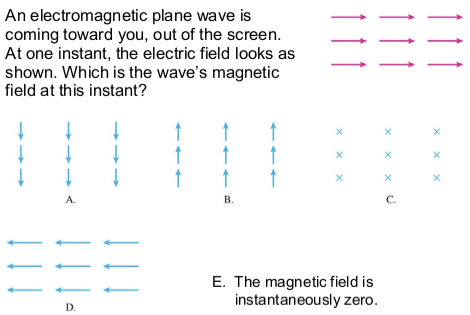 An electromagnetic plane wave is
coming toward you, out of the screen.
At one instant, the electric field looks as
shown. Which is the wave's magnetic
field at this instant?
A.
B.
C.
D.
E. The magnetic field is
instantaneously zero.